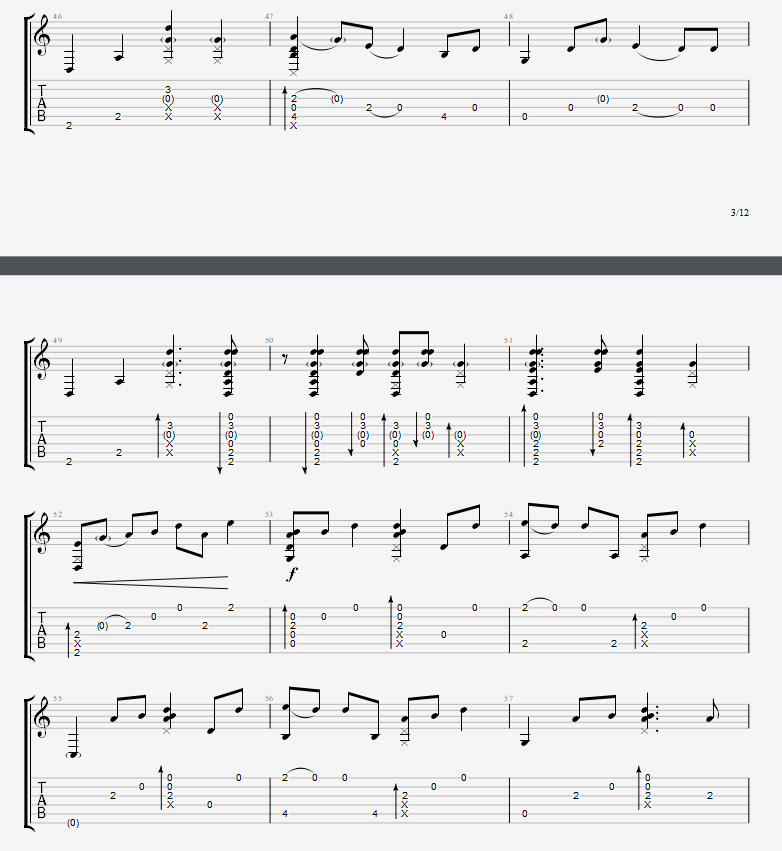 46 47 48
3
T (0) (0) 2 (0) (0)
A X X 0 2 0 0 0 2 0 0
B 2 X X 4 4 0
2 X
3/12
49 50 51
0 0 0 0 0 0
3 3 3 3 3 3 3 3
T (0) (0) (0) (0) (0) (0) (0) (0) 0 0 0
A X 0 0 0 0 X 2 2 2 X
B 2 X 2 2 X X 2 2 X
2 2 2 2 2 2
52 53 54
f
0 2 0 0 0 2 0 0 0
0 0 0 0 0
T (0) 2 2 2 2 2
A 2 0 X 0 X
B X 0 X 2 2 X
2
55 56 57
0 0 2 0 0 0 0
0 0 0 0 0
T 2 2 2 2 2 2
A X 0 X X
B 4 4 X 0
(0)